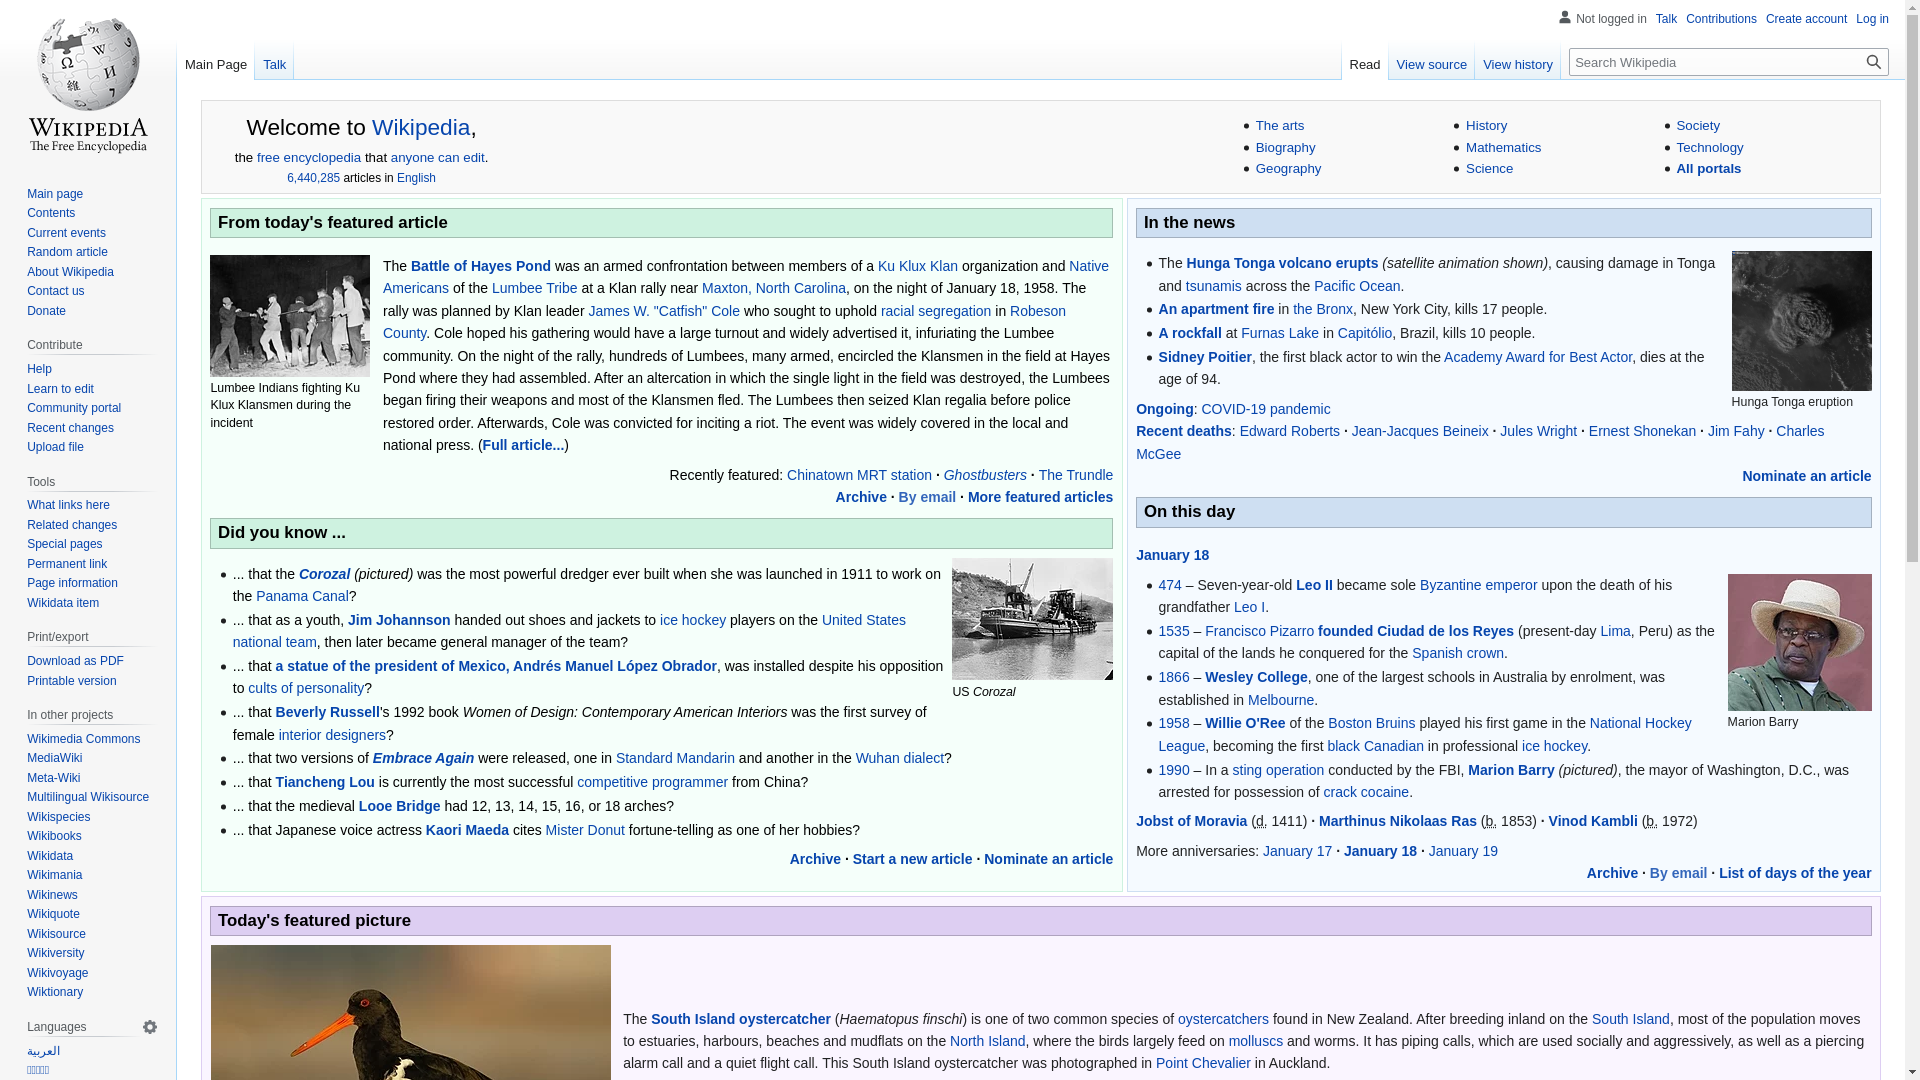 WIKIPEDIA
The Free Encyclopedia
Main page
Contents
Current events
Random article
About Wikipedia
Contact us
Donate
Contribute
Help
Learn to edit
Community portal
Recent changes
Upload file
Tools
What links here
Related changes
Special pages
Permanent link
Page information
Wikidata item
Print/export
Download as PDF
Printable version
In other projects
Wikimedia Commons
MediaWiki
Meta-Wiki
Multilingual Wikisource
Wikispecies
Wikibooks
Wikidata
Wikimania
Wikinews
Wikiquote
Wikisource
Wikiversity
Wikivoyage
Wiktionary
Languages
العربية
Not logged in Talk Contributions Create account Log in
Main Page Talk
Read View source View history Search Wikipedia
Welcome to Wikipedia,
the free encyclopedia that anyone can edit.
6,440,285 articles in English
The arts
Biography
Geography
History
Mathematics
Science
Society
Technology
All portals
From today's featured article
Lumbee Indians fighting Ku
Klux Klansmen during the
incident
The Battle of Hayes Pond was an armed confrontation between members of a Ku Klux Klan organization and Native
Americans of the Lumbee Tribe at a Klan rally near Maxton, North Carolina, on the night of January 18, 1958. The
rally was planned by Klan leader James W. "Catfish" Cole who sought to uphold racial segregation in Robeson
County. Cole hoped his gathering would have a large turnout and widely advertised it, infuriating the Lumbee
community. On the night of the rally, hundreds of Lumbees, many armed, encircled the Klansmen in the field at Hayes
Pond where they had assembled. After an altercation in which the single light in the field was destroyed, the Lumbees
began firing their weapons and most of the Klansmen fled. The Lumbees then seized Klan regalia before police
restored order. Afterwards, Cole was convicted for inciting a riot. The event was widely covered in the local and
national press. (Full article...)
Recently featured: Chinatown MRT station · Ghostbusters · The Trundle
Archive · By email · More featured articles
Did you know ...
... that the Corozal (pictured) was the most powerful dredger ever built when she was launched in 1911 to work on
the Panama Canal?
... that as a youth, Jim Johannson handed out shoes and jackets to ice hockey players on the United States
national team, then later became general manager of the team?
... that a statue of the president of Mexico, Andrés Manuel López Obrador, was installed despite his opposition
to cults of personality?
... that Beverly Russell's 1992 book Women of Design: Contemporary American Interiors was the first survey of
female interior designers?
... that two versions of Embrace Again were released, one in Standard Mandarin and another in the Wuhan dialect?
... that Tiancheng Lou is currently the most successful competitive programmer from China?
... that the medieval Looe Bridge had 12, 13, 14, 15, 16, or 18 arches?
... that Japanese voice actress Kaori Maeda cites Mister Donut fortune-telling as one of her hobbies?
US Corozal
Archive · Start a new article · Nominate an article
In the news
The Hunga Tonga volcano erupts (satellite animation shown), causing damage in Tonga
and tsunamis across the Pacific Ocean.
An apartment fire in the Bronx, New York City, kills 17 people.
A rockfall at Furnas Lake in Capitólio, Brazil, kills 10 people.
Sidney Poitier, the first black actor to win the Academy Award for Best Actor, dies at the
age of 94.
Hunga Tonga eruption
Ongoing: COVID-19 pandemic
Recent deaths: Edward Roberts · Jean-Jacques Beineix · Jules Wright · Ernest Shonekan · Jim Fahy · Charles
McGee
Nominate an article
On this day
January 18
474 – Seven-year-old Leo II became sole Byzantine emperor upon the death of his
grandfather Leo I.
1535 – Francisco Pizarro founded Ciudad de los Reyes (present-day Lima, Peru) as the
capital of the lands he conquered for the Spanish crown.
1866 – Wesley College, one of the largest schools in Australia by enrolment, was
established in Melbourne.
1958 – Willie O'Ree of the Boston Bruins played his first game in the National Hockey
League, becoming the first black Canadian in professional ice hockey.
1990 – In a sting operation conducted by the FBI, Marion Barry (pictured), the mayor of Washington, D.C., was
arrested for possession of crack cocaine.
Marion Barry
Jobst of Moravia (d. 1411) · Marthinus Nikolaas Ras (b. 1853) · Vinod Kambli (b. 1972)
More anniversaries: January 17 · January 18 · January 19
Archive · By email · List of days of the year
Today's featured picture
The South Island oystercatcher (Haematopus finschi) is one of two common species of oystercatchers found in New Zealand. After breeding inland on the South Island, most of the population moves
to estuaries, harbours, beaches and mudflats on the North Island, where the birds largely feed on molluscs and worms. It has piping calls, which are used socially and aggressively, as well as a piercing
alarm call and a quiet flight call. This South Island oystercatcher was photographed in Point Chevalier in Auckland.